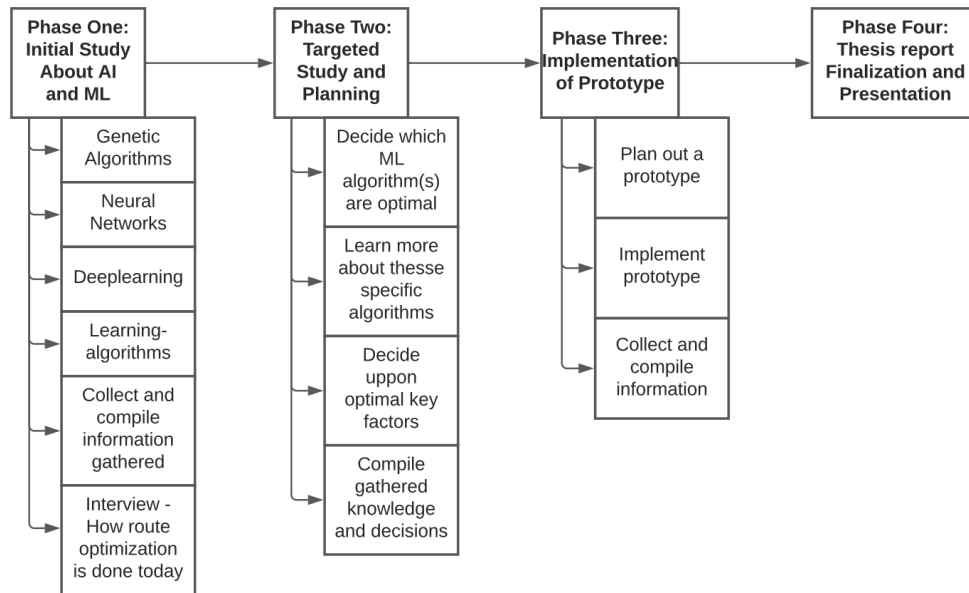 Phase One:
Initial Study
About AI
and ML
Genetic
Algorithms
Neural
Networks
Deeplearning
Learning-
algorithms
Collect and
compile
information
gathered
Interview -
How route
optimization
is done today
Phase Two:
Targeted
Study and
Planning
Decide which
ML
algorithm(s)
are optimal
Learn more
about thesse
specific
algorithms
Decide
uppon
optimal key
factors
Compile
gathered
knowledge
and decisions
Phase Three:
Implementation
of Prototype
Plan out a
prototype
Implement
prototype
Collect and
compile
information
Phase Four:
Thesis report
Finalization and
Presentation